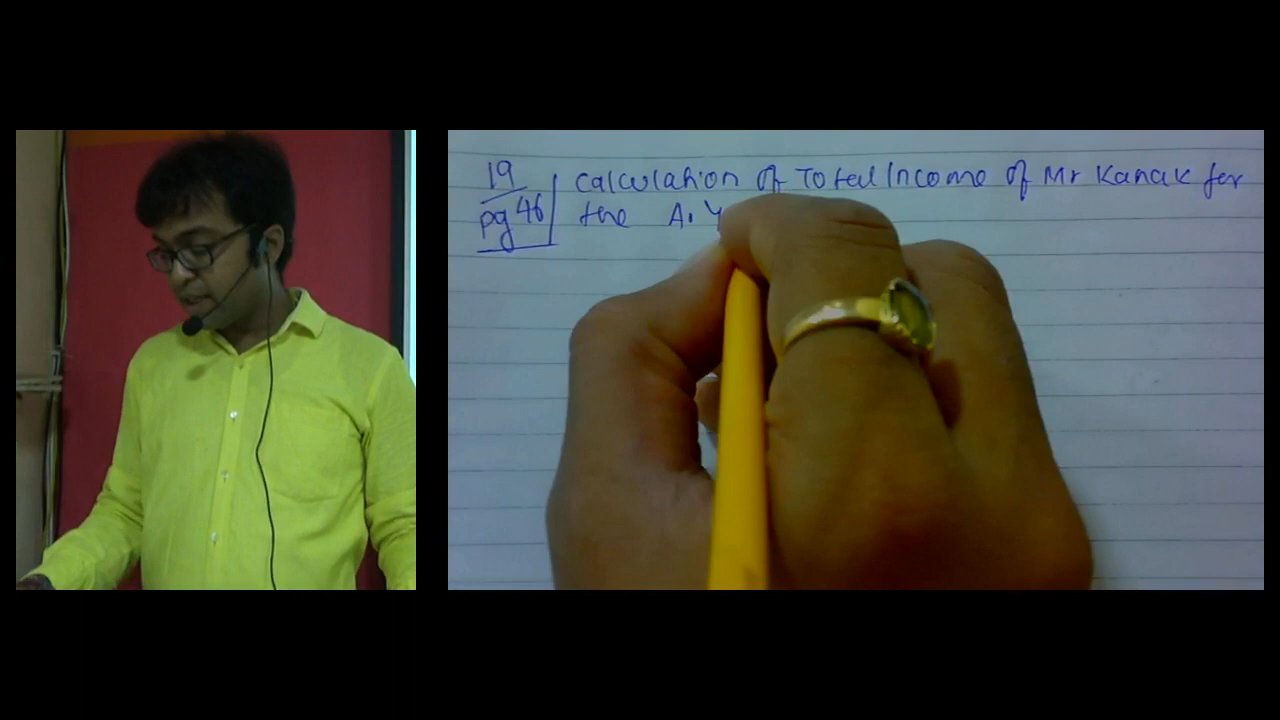 19
pg 46
Calculation of Total Income of Mr Kanak for
the A.Y